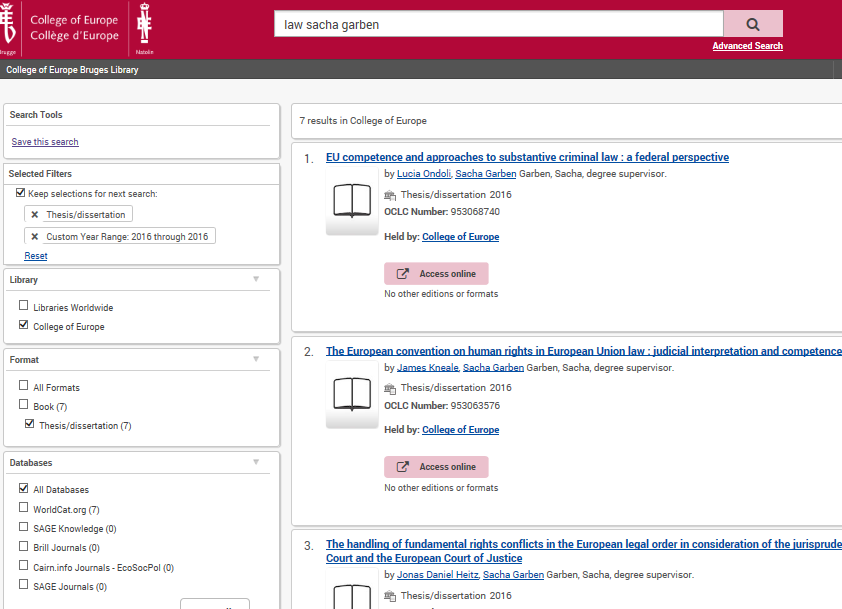 College of Europe
Collège d'Europe
Brugge
Natolin
law sacha garben
Advanced Search
College of Europe Bruges Library
Search Tools
Save this search
Selected Filters
Keep selections for next search:
Thesis/dissertation
Custom Year Range: 2016 through 2016
Reset
Library
Libraries Worldwide
College of Europe
Format
All Formats
Book (7)
Thesis/dissertation (7)
Databases
All Databases
WorldCat.org (7)
SAGE Knowledge (0)
Brill Journals (0)
Cairn.info Journals - EcoSocPol (0)
SAGE Journals (0)
7 results in College of Europe
1. EU competence and approaches to substantive criminal law : a federal perspective
by Lucia Ondoli, Sacha Garben Garben, Sacha, degree supervisor.
Thesis/dissertation 2016
OCLC Number: 953068740
Held by: College of Europe
Access online
No other editions or formats
2. The European convention on human rights in European Union law : judicial interpretation and competence
by James Kneale, Sacha Garben Garben, Sacha, degree supervisor.
Thesis/dissertation 2016
OCLC Number: 953063576
Held by: College of Europe
Access online
No other editions or formats
3. The handling of fundamental rights conflicts in the European legal order in consideration of the jurisprude
Court and the European Court of Justice
by Jonas Daniel Heitz, Sacha Garben Garben, Sacha, degree supervisor.
Thesis/dissertation 2016